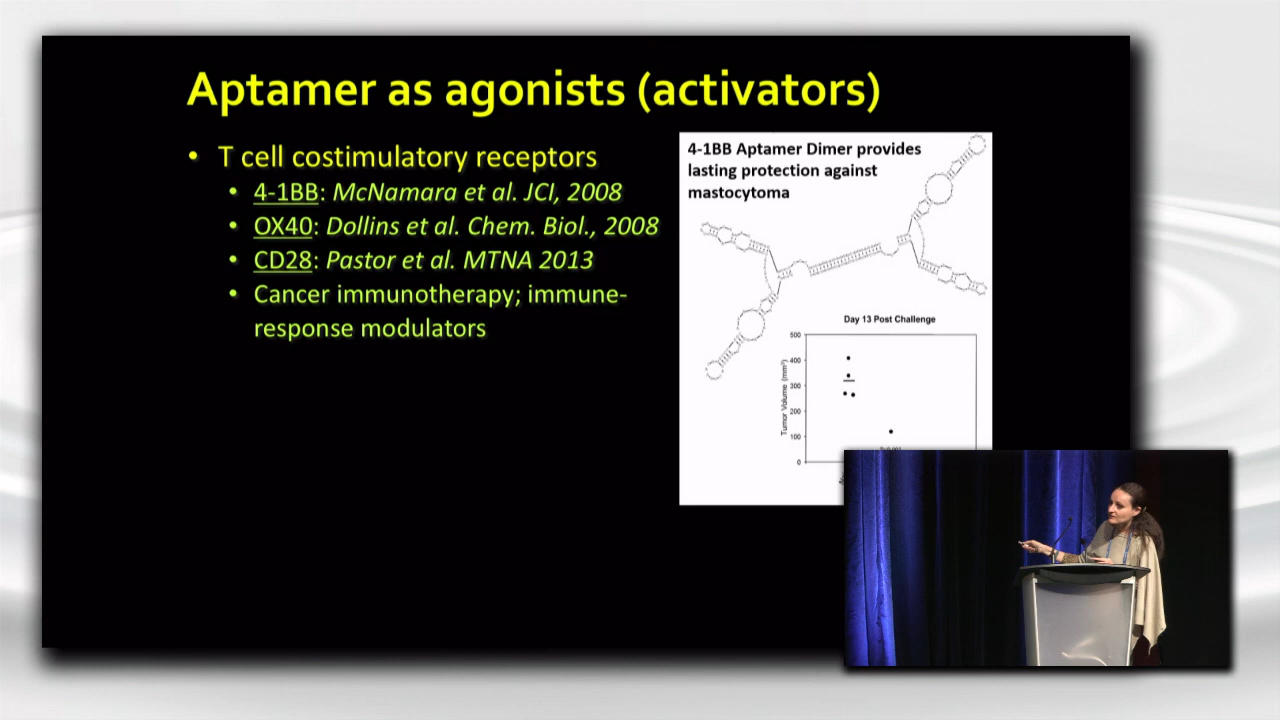 Aptamer as agonists (activators)
• T cell costimulatory receptors
• 4-1BB: McNamara et al. JCI, 2008
• OX40: Dollins et al. Chem. Biol., 2008
• CD28: Pastor et al. MTNA 2013
• Cancer immunotherapy; immune-
response modulators
4-1BB Aptamer Dimer provides
lasting protection against
mastocytoma
Day 13 Post Challenge
Tumor Volume (mm³)
500
400
300
200
100
0